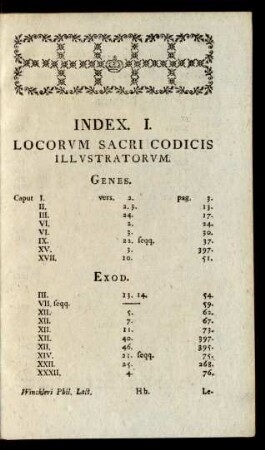 INDEX. I.
LOCORVM SACRI CODICIS
ILLVSTRATORVM.
GENES.
Caput I. vers. 2. pag. 3.
II. 2. 3. 13.
III. 24. 17.
VI. 2. 24.
VI. 3. 30.
IX. 22. seqq. 37.
XV. 3. 397.
XVII. 10. 51.
EXOD.
III. 13. 14. 54.
VII. seqq. —— 59.
XII. 5. 62.
XII. 7. 67.
XII. 11. 73.
XII. 40. 397.
XII. 46. 395.
XIV. 21. seqq. 75.
XXII. 25. 268.
XXXII. 4. 76.
Winckleri Phil. Lact. Hh. Le-